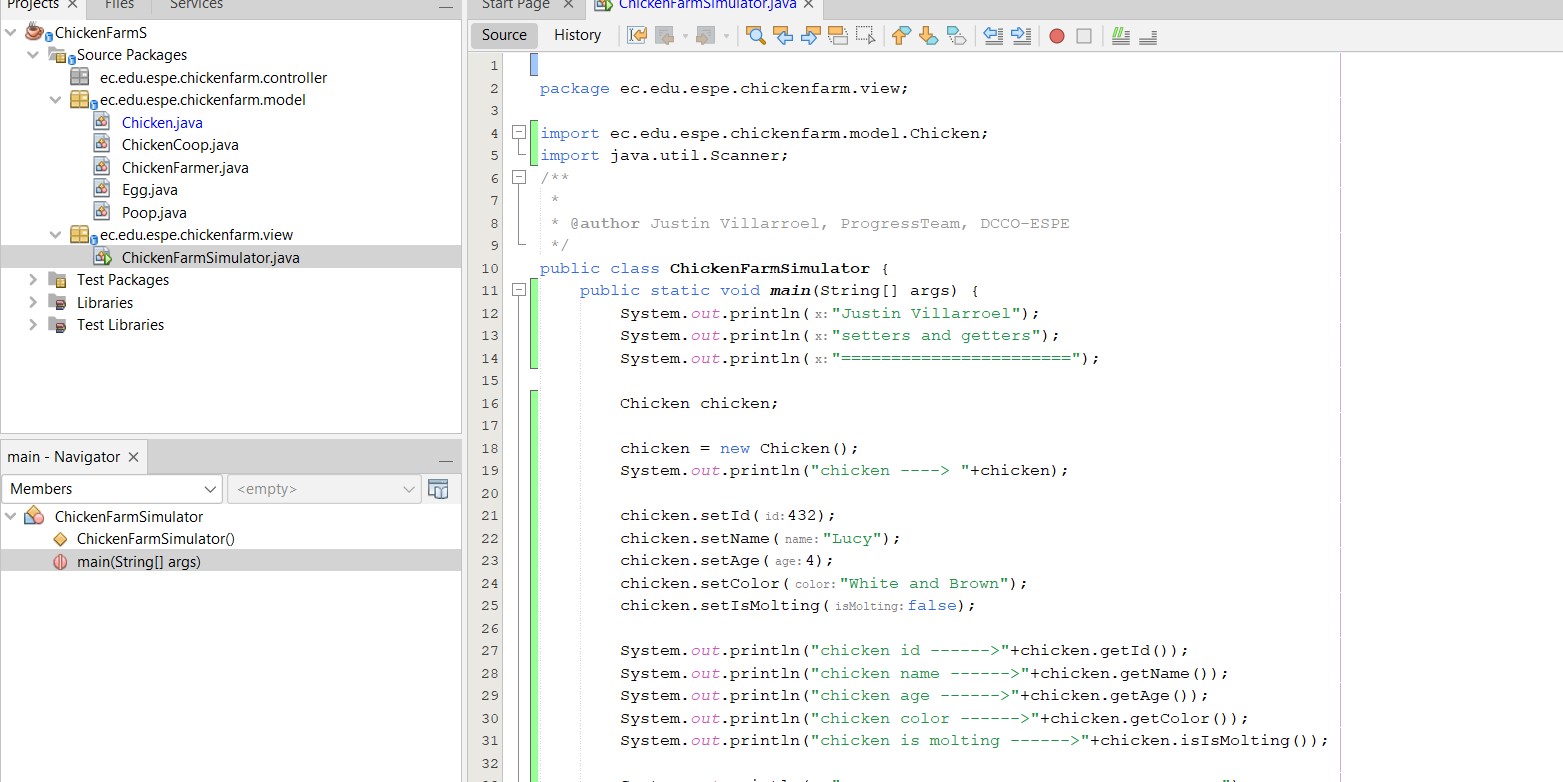 Projects
Files
Services
ChickenFarmS
Source Packages
ec.edu.espe.chickenfarm.controller
ec.edu.espe.chickenfarm.model
Chicken.java
ChickenCoop.java
ChickenFarmer.java
Egg.java
Poop.java
ec.edu.espe.chickenfarm.view
ChickenFarmSimulator.java
Test Packages
Libraries
Test Libraries
main - Navigator
Members
<empty>
ChickenFarmSimulator
ChickenFarmSimulator()
main(String[] args)
Start Page
ChickenFarmSimulator.java
Source History
1
2 package ec.edu.espe.chickenfarm.view;
3
4 import ec.edu.espe.chickenfarm.model.Chicken;
5 import java.util.Scanner;
6 /**
7 *
8 * @author Justin Villarroel, ProgressTeam, DCCO-ESPE
9 */
10 public class ChickenFarmSimulator {
11 public static void main(String[] args) {
12 System.out.println( x: "Justin Villarroel");
13 System.out.println( x: "setters and getters");
14 System.out.println( x: "=======================");
15
16 Chicken chicken;
17
18 chicken = new Chicken();
19 System.out.println("chicken ----> "+chicken);
20
21 chicken.setId( id: 432);
22 chicken.setName( name: "Lucy");
23 chicken.setAge( age: 4);
24 chicken.setColor( color: "White and Brown");
25 chicken.setIsMolting( isMolting: false);
26
27 System.out.println("chicken id ------>"+chicken.getId());
28 System.out.println("chicken name ------>"+chicken.getName());
29 System.out.println("chicken age ------>"+chicken.getAge());
30 System.out.println("chicken color ------>"+chicken.getColor());
31 System.out.println("chicken is molting ------>"+chicken.isIsMolting());
32